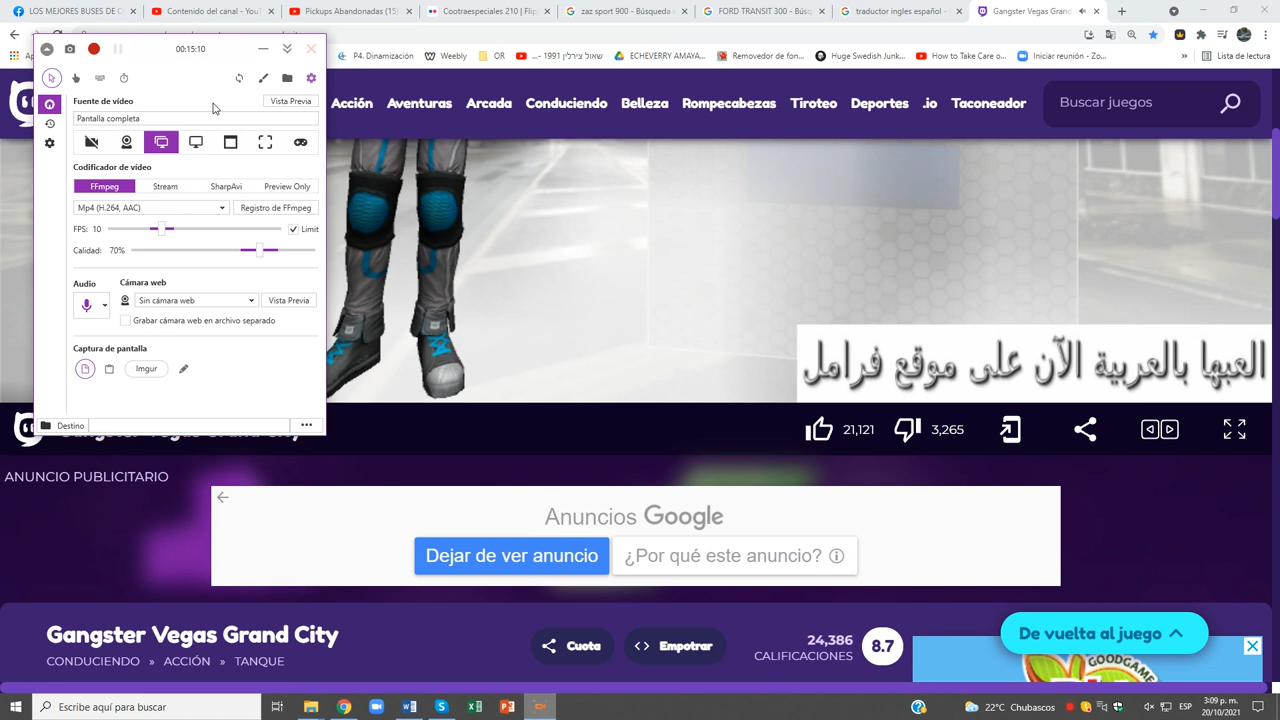 LOS MEJORES BUSES DE C
Contenido del canal - YouT
Pickups Abandonadas (15)
Cootraespeciales 210 | Flip
zaz sport 900 - Búsqueda
FORD TRANSIT 300 - Búsq
traductor ingles español -
Gangster Vegas Grand
P4. Dinamización
Weebly
OR
שאול צירלין 1991 -...
ECHEVERRY AMAYA...
Removedor de fon...
Huge Swedish Junk...
How to Take Care o...
Iniciar reunión - Zo...
»
Lista de lectura
00:15:10
Fuente de vídeo
Vista Previa
Pantalla completa
Codificador de vídeo
FFmpeg
Stream
SharpAvi
Preview Only
Mp4 (H.264, AAC)
Registro de FFmpeg
FPS: 10
Limit
Calidad: 70%
Audio
Cámara web
Sin cámara web
Vista Previa
Grabar cámara web en archivo separado
Captura de pantalla
Imgur
Destino
Acción
Aventuras
Arcada
Conduciendo
Belleza
Rompecabezas
Tiroteo
Deportes
.io
Taconeador
Buscar juegos
العبها بالعربية الآن على موقع فرامل
21,121
3,265
ANUNCIO PUBLICITARIO
Anuncios Google
Dejar de ver anuncio
¿Por qué este anuncio?
Gangster Vegas Grand City
CONDUCIENDO » ACCIÓN » TANQUE
Cuota
Empotrar
24,386
CALIFICACIONES
8.7
De vuelta al juego
GOODGAME
Escribe aquí para buscar
22°C Chubascos
ESP
3:09 p. m.
20/10/2021